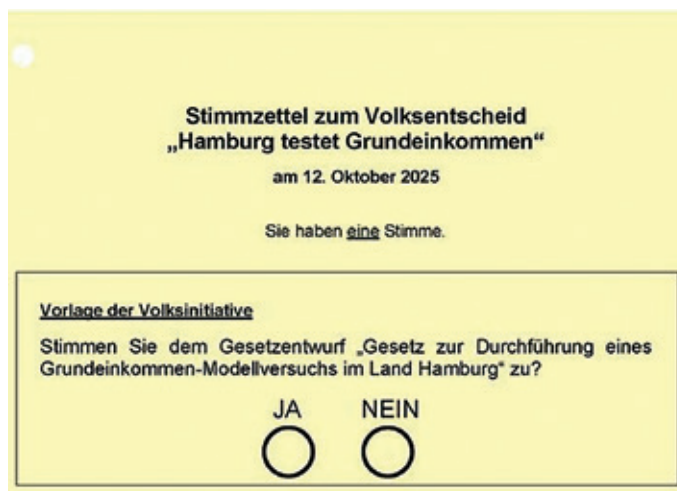 Stimmzettel zum Volksentscheid
„Hamburg testet Grundeinkommen“
am 12. Oktober 2025
Sie haben eine Stimme.
Vorlage der Volksinitiative
Stimmen Sie dem Gesetzentwurf „Gesetz zur Durchführung eines
Grundeinkommen-Modellversuchs im Land Hamburg“ zu?
JA NEIN